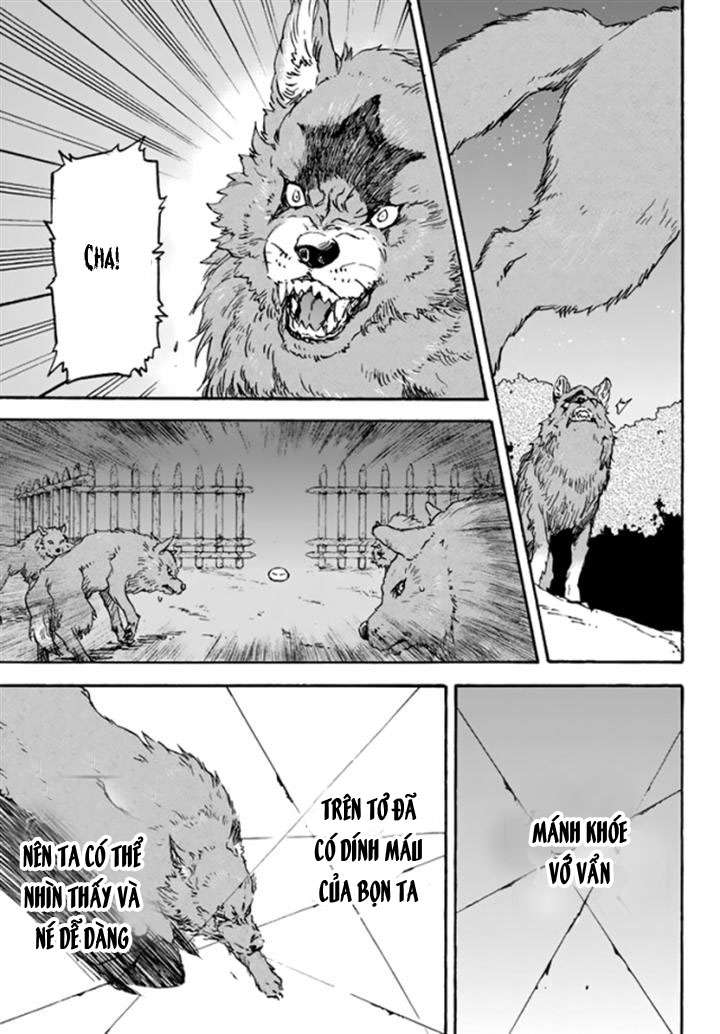 CHA!
MÁNH KHÓE
VỚ VẨN
TRÊN TƠ ĐÃ
CÓ DÍNH MÁU
CỦA BỌN TA
NÊN TA CÓ THỂ
NHÌN THẤY VÀ
NÉ DỄ DÀNG